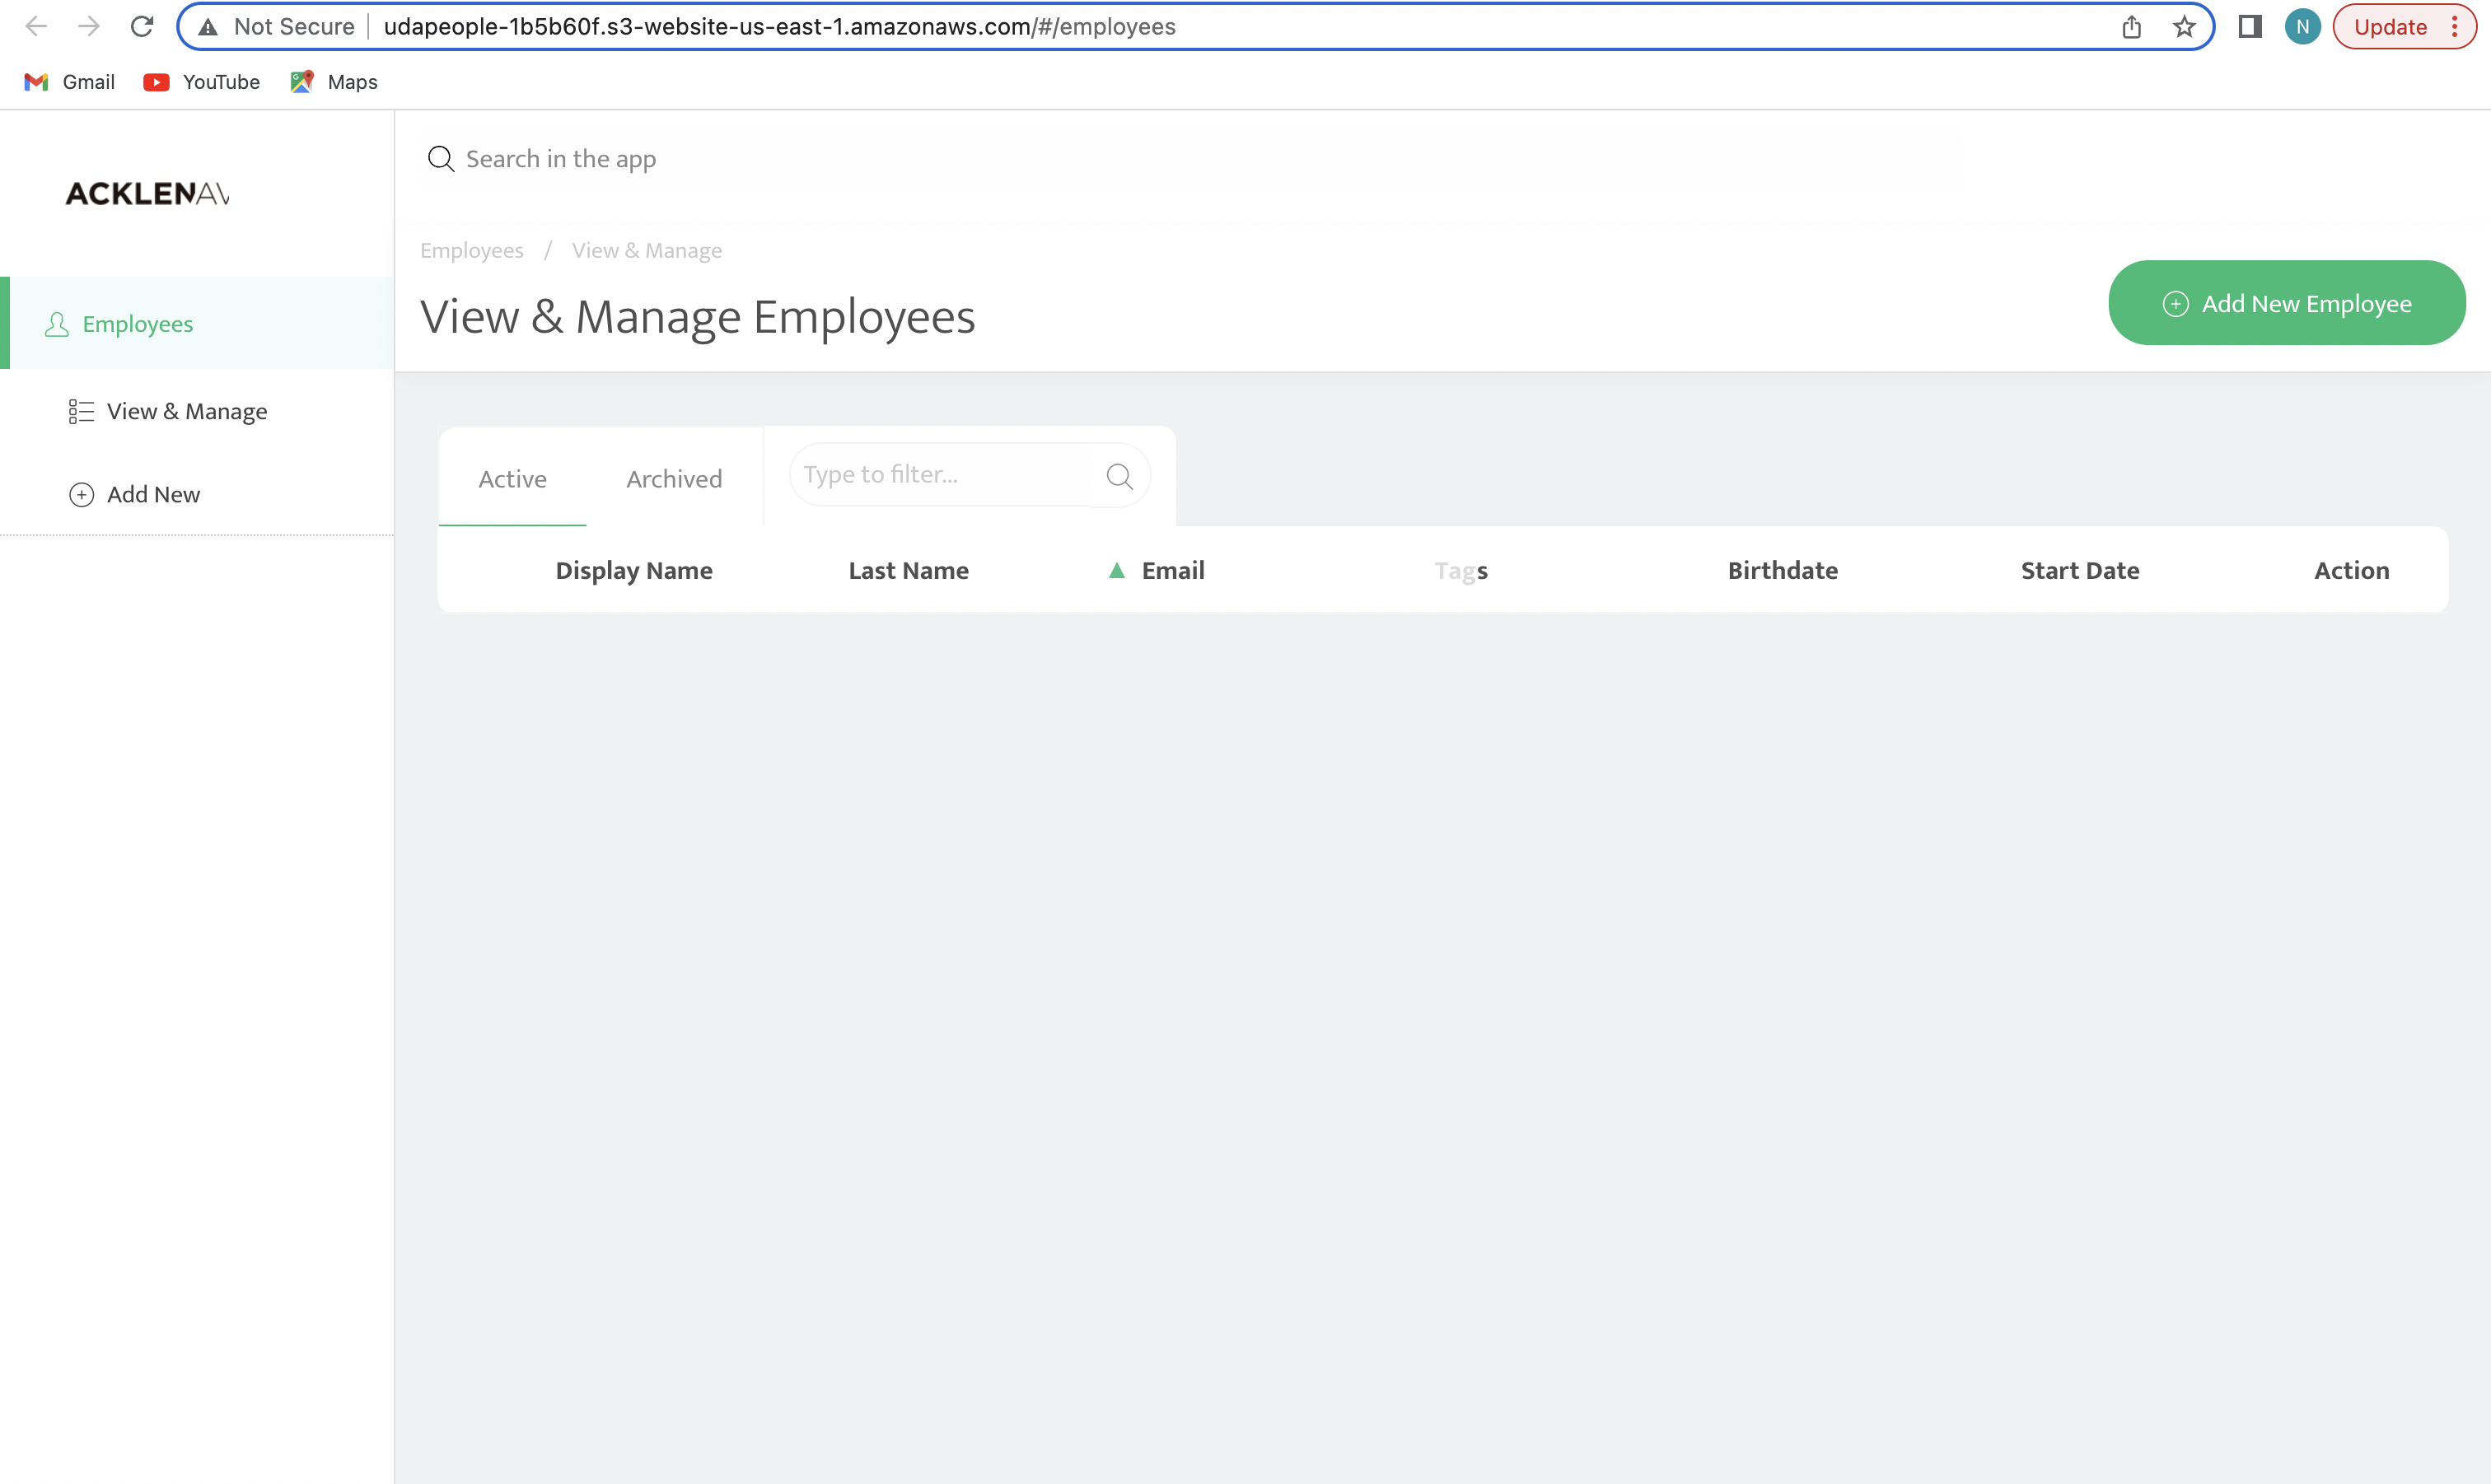 Not Secure udapeople-1b5b60f.s3-website-us-east-1.amazonaws.com/#/employees N Update
Gmail YouTube Maps
Search in the app
ACKLENAV
Employees / View & Manage
View & Manage Employees
Add New Employee
Employees
View & Manage
Add New
Active Archived Type to filter...
Display Name Last Name Email Tags Birthdate Start Date Action